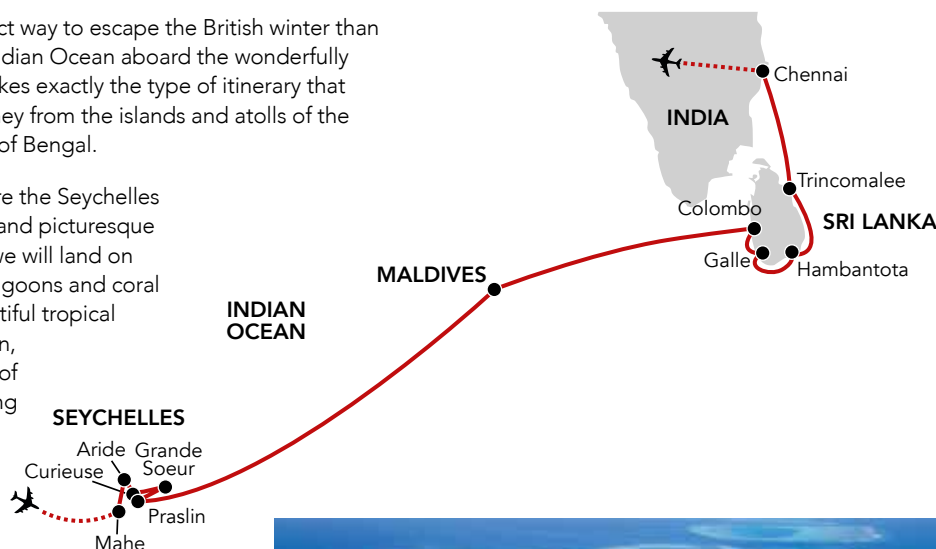 ct way to escape the British winter than
dian Ocean aboard the wonderfully
kes exactly the type of itinerary that
ney from the islands and atolls of the
of Bengal.
re the Seychelles
and picturesque
we will land on
goons and coral
tiful tropical
n,
of
ng
Chennai
INDIA
Trincomalee
Colombo
SRI LANKA
Galle
Hambantota
MALDIVES
INDIAN
OCEAN
SEYCHELLES
Aride
Grande
Soeur
Curieuse
Praslin
Mahe